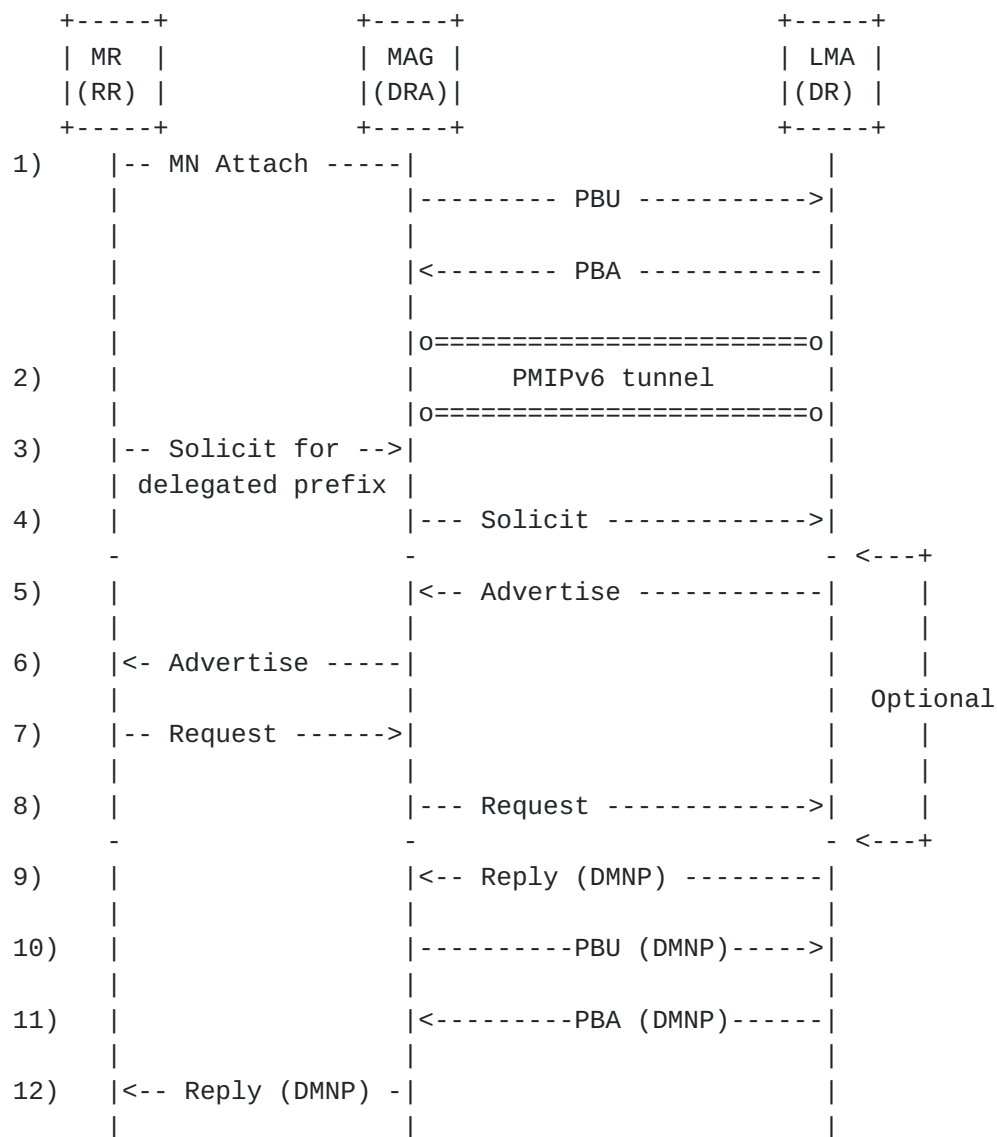 +-----+            +-----+                    +-----+
| MR  |            | MAG |                    | LMA |
|(RR) |            |(DRA)|                    |(DR) |
+-----+            +-----+                    +-----+
1)    |-- MN Attach -----|                          |
      |                  |--------- PBU ----------->|
      |                  |                          |
      |                  |<-------- PBA ------------|
      |                  |                          |
      |                  |o========================o|
2)    |                  |      PMIPv6 tunnel       |
      |                  |o========================o|
3)    |-- Solicit for -->|                          |
      | delegated prefix |                          |
4)    |                  |--- Solicit ------------->|
      -                  -                          - <---+
5)    |                  |<-- Advertise ------------|     |
      |                  |                          |     |
6)    |<- Advertise -----|                          |     |
      |                  |                          |  Optional
7)    |-- Request ------>|                          |     |
      |                  |                          |     |
8)    |                  |--- Request ------------->|     |
      -                  -                          - <---+
9)    |                  |<-- Reply (DMNP) ---------|
      |                  |                          |
10)   |                  |----------PBU (DMNP)----->|
      |                  |                          |
11)   |                  |<---------PBA (DMNP)------|
      |                  |                          |
12)   |<-- Reply (DMNP) -|                          |
      |                  |                          |